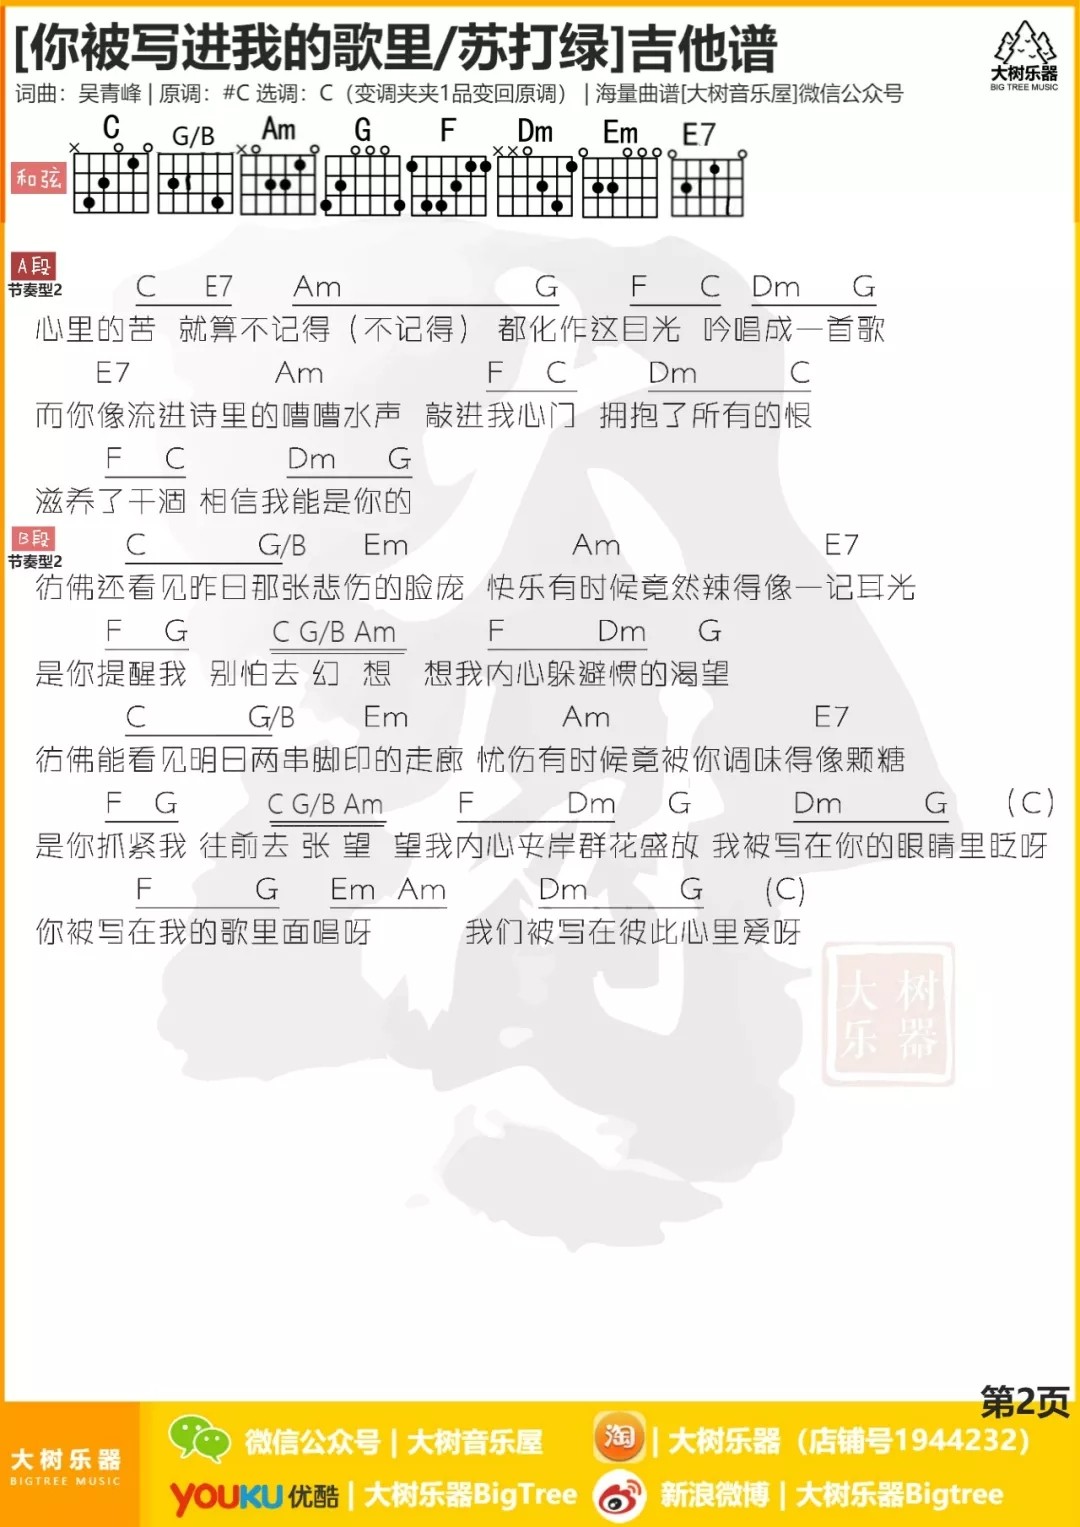 [你被写进我的歌里/苏打绿]吉他谱
大树乐器
BIG TREE MUSIC
词曲：吴青峰 | 原调：#C 选调：C（变调夹夹1品变回原调） | 海量曲谱[大树音乐屋]微信公众号
和弦 C G/B Am G F Dm Em E7
A段
节奏型2
C E7 Am G F C Dm G
心里的苦 就算不记得（不记得） 都化作这目光 吟唱成一首歌
E7 Am F C Dm C
而你像流进诗里的嘈嘈水声 敲进我心门 拥抱了所有的恨
F C Dm G
滋养了干涸 相信我能是你的
B段
节奏型2
C G/B Em Am E7
彷佛还看见昨日那张悲伤的脸庞 快乐有时候竟然辣得像一记耳光
F G C G/B Am F Dm G
是你提醒我 别怕去 幻 想 想我内心躲避惯的渴望
C G/B Em Am E7
彷佛能看见明日两串脚印的走廊 忧伤有时候竟被你调味得像颗糖
F G C G/B Am F Dm G Dm G (C)
是你抓紧我 往前去 张 望 望我内心夹岸群花盛放 我被写在你的眼睛里眨呀
F G Em Am Dm G (C)
你被写在我的歌里面唱呀 我们被写在彼此心里爱呀
大树
乐器
第2页
大树乐器
BIGTREE MUSIC
微信公众号 | 大树音乐屋
淘 | 大树乐器（店铺号1944232）
YOUKU 优酷 | 大树乐器BigTree
新浪微博 | 大树乐器Bigtree